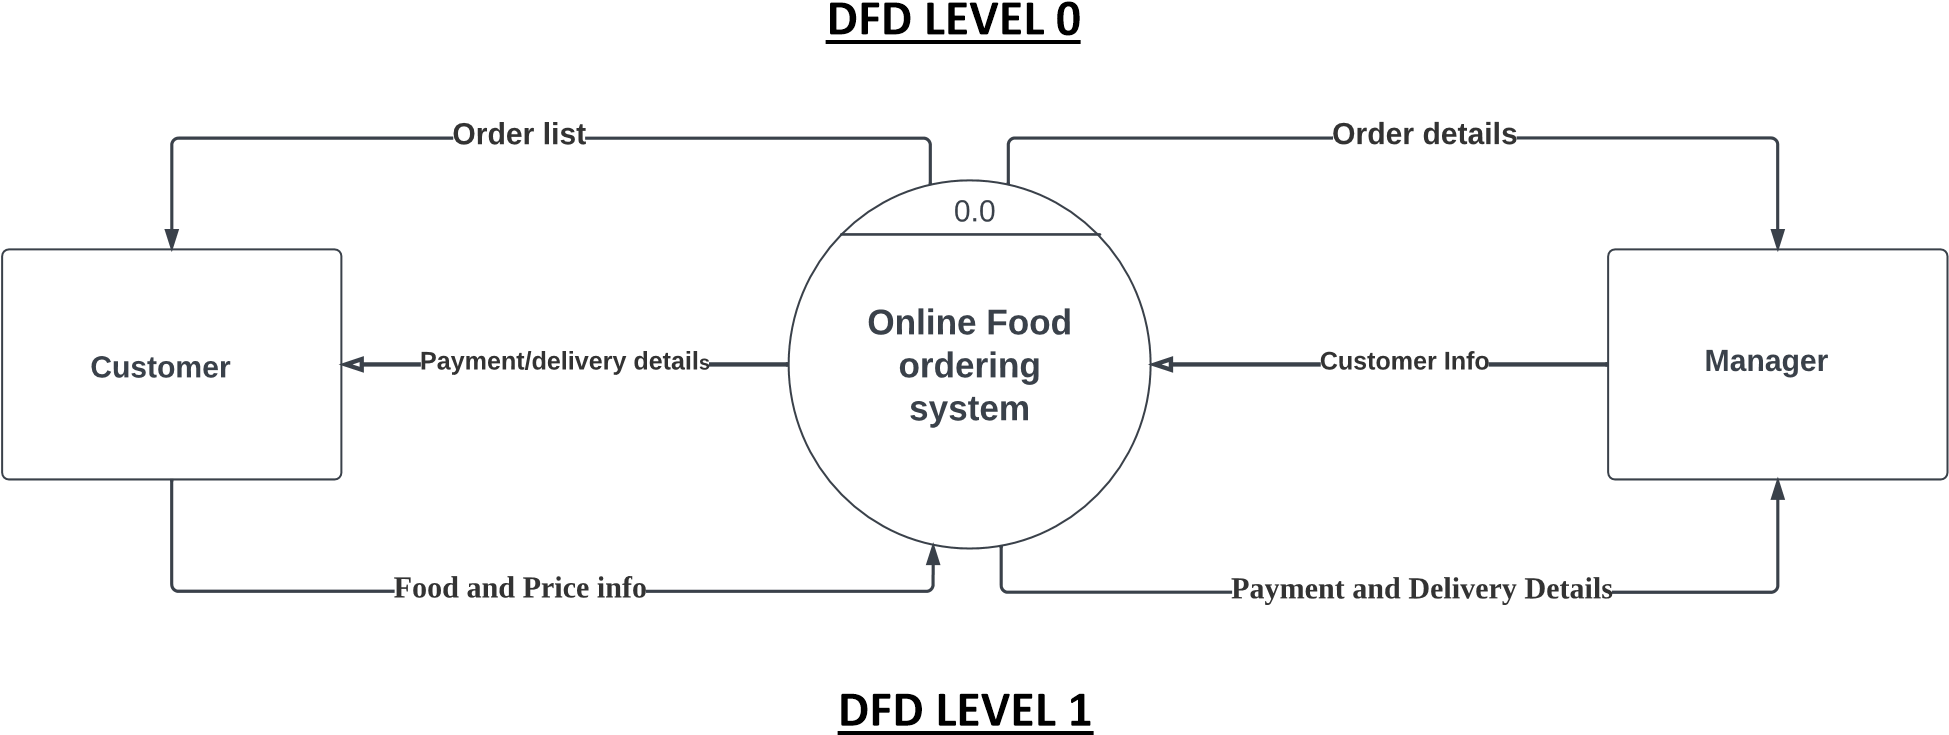 DFD LEVEL 0
Order list
Order details
0.0
Online Food
ordering
system
Customer
Payment/delivery details
Customer Info
Manager
Food and Price info
Payment and Delivery Details
DFD LEVEL 1